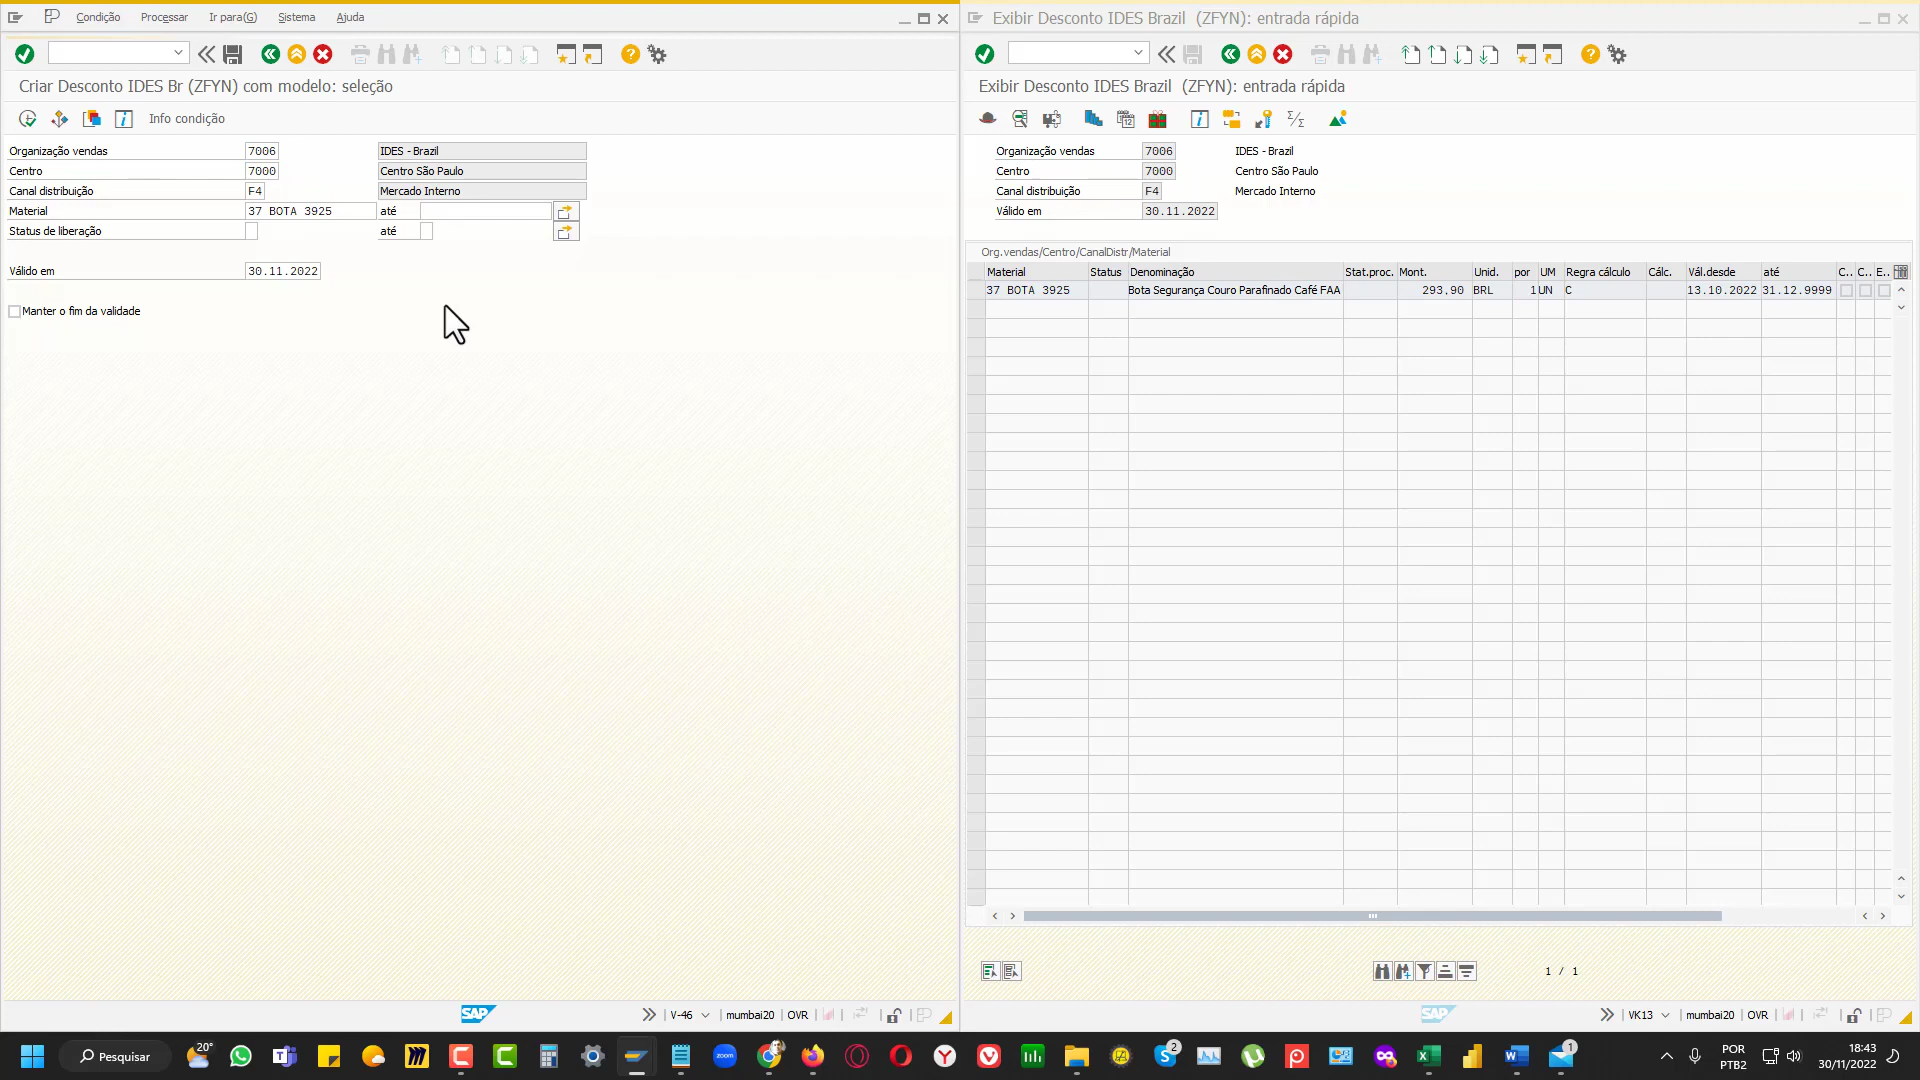 Condição Processar Ir para(G) Sistema Ajuda
Criar Desconto IDES Br (ZFYN) com modelo: seleção
Info condição
Organização vendas 7006 IDES - Brazil
Centro 7000 Centro São Paulo
Canal distribuição F4 Mercado Interno
Material 37 BOTA 3925 até
Status de liberação até
Válido em 30.11.2022
Manter o fim da validade
SAP V-46 mumbai20 OVR
Exibir Desconto IDES Brazil (ZFYN): entrada rápida
Exibir Desconto IDES Brazil (ZFYN): entrada rápida
Organização vendas 7006 IDES - Brazil
Centro 7000 Centro São Paulo
Canal distribuição F4 Mercado Interno
Válido em 30.11.2022
Org.vendas/Centro/CanalDistr/Material
Material Status Denominação Stat.proc. Mont. Unid. por UM Regra cálculo Cálc. Vál.desde até C.. C.. E..
37 BOTA 3925 Bota Segurança Couro Parafinado Café FAA 293,90 BRL 1 UN C 13.10.2022 31.12.9999
1 / 1
SAP VK13 mumbai20 OVR
Pesquisar 20° zoom 2 1 POR 18:43
PTB2 30/11/2022